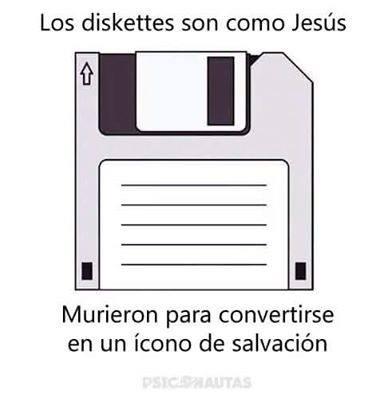 Los diskettes son como Jesús
Murieron para convertirse
en un ícono de salvación
PSICONAUTAS